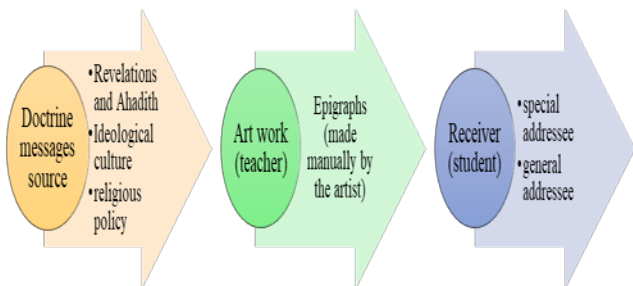 Doctrine
messages
source
•Revelations
and Ahadith
•Ideological
culture
•religious
policy
Art work
(teacher)
Epigraphs
(made
manually by
the artist)
Receiver
(student)
•special
addressee
•general
addressee